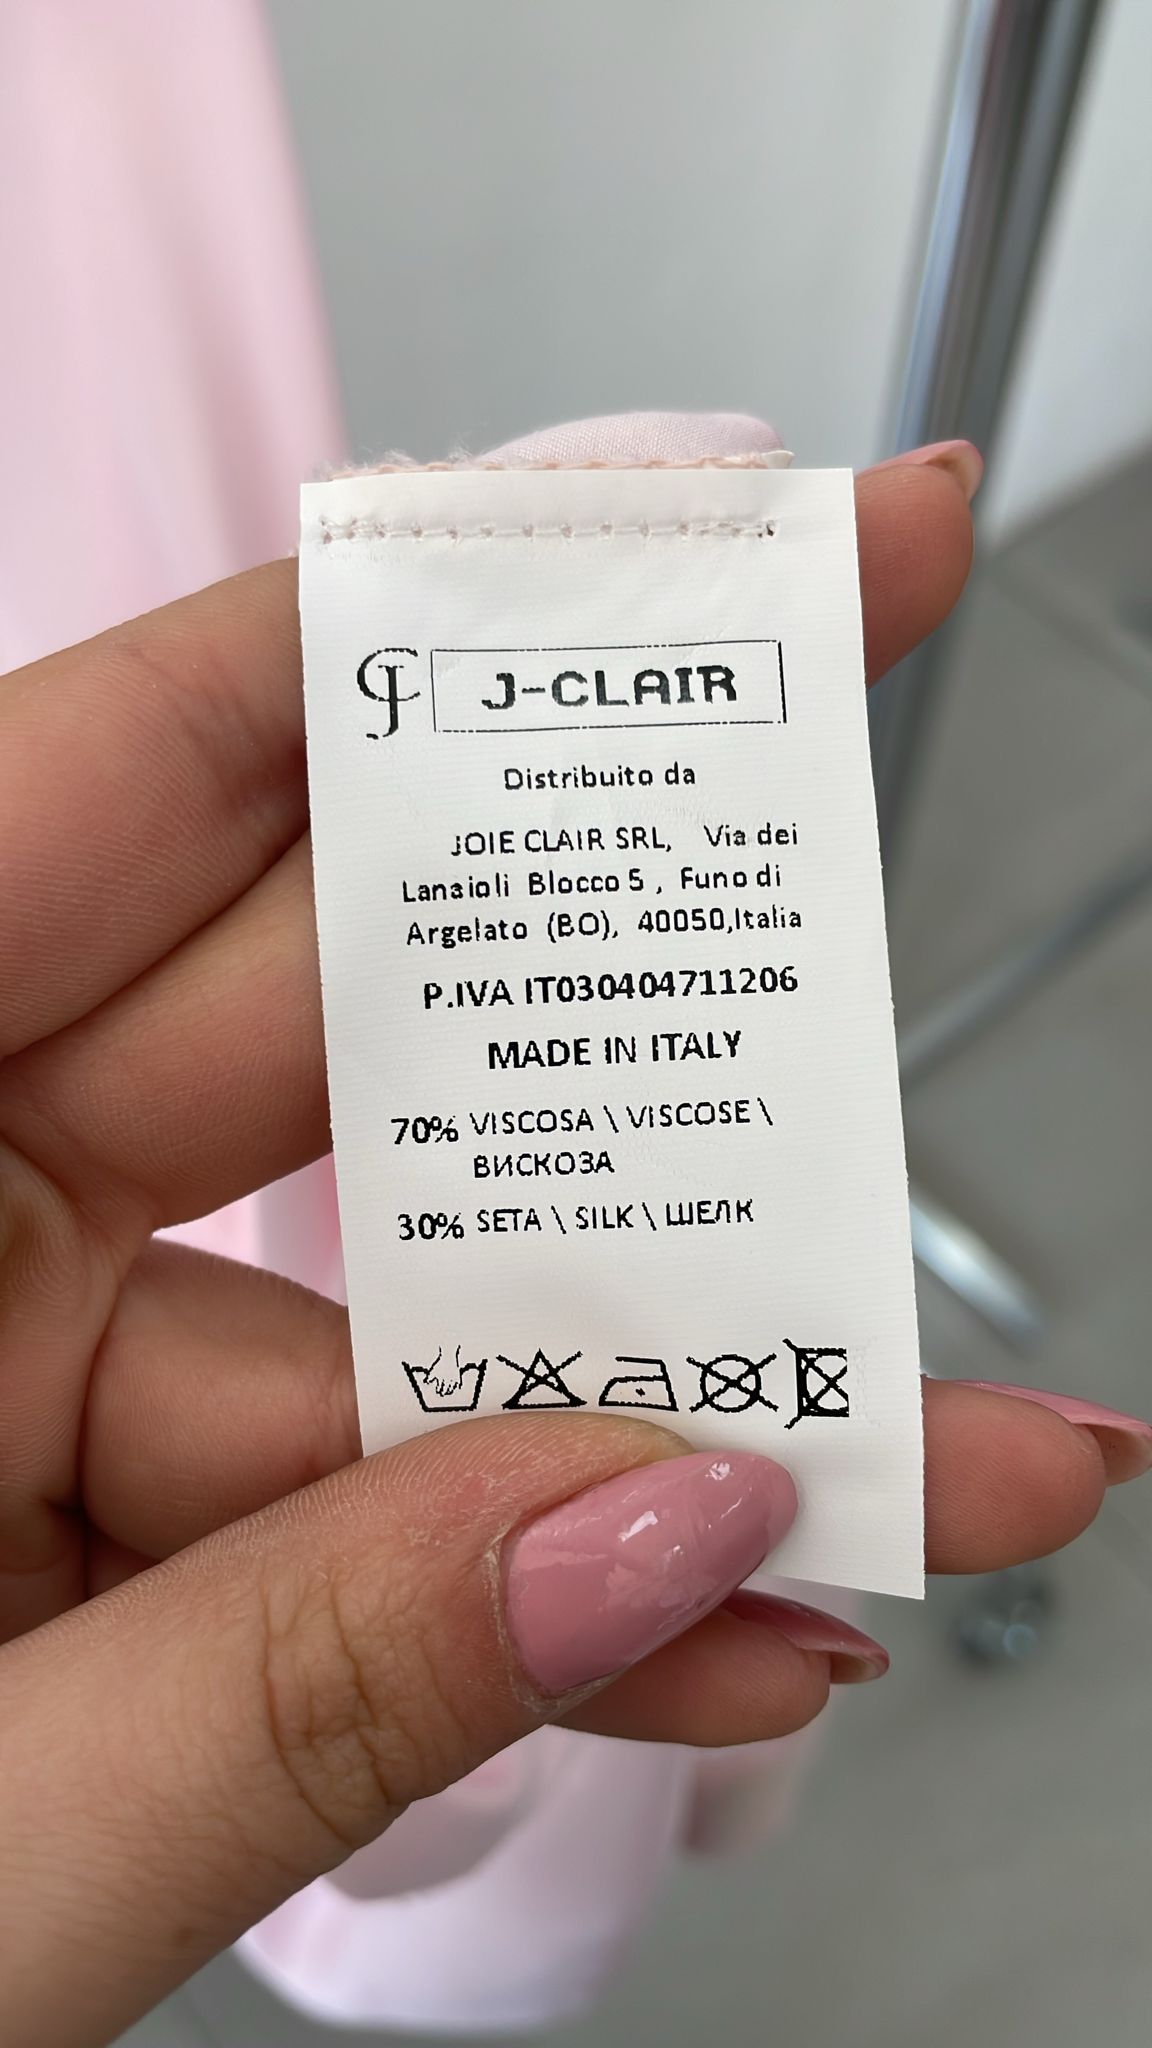 CJ J-CLAIR
Distribuito da
JOIE CLAIR SRL, Via dei
Lanaioli Blocco 5 , Funo di
Argelato (BO), 40050,Italia
P.IVA IT030404711206
MADE IN ITALY
70% VISCOSA \ VISCOSE \
ВИСКОЗА
30% SETA \ SILK \ ШЕЛК